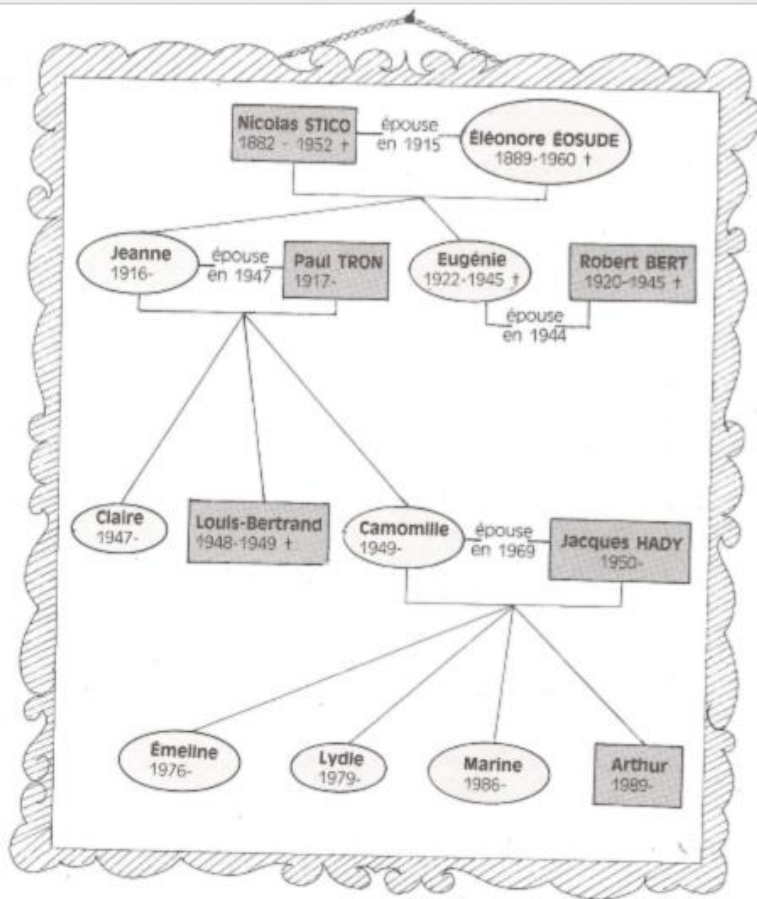 Nicolas STICO
1882 - 1952 †
épouse
en 1915
Éléonore ÉOSUDE
1889-1960 †
Jeanne
1916-
épouse
en 1947
Paul TRON
1917-
Eugénie
1922-1945 †
Robert BERT
1920-1945 †
épouse
en 1944
Claire
1947-
Louis-Bertrand
1948-1949 †
Camomille
1949-
épouse
en 1969
Jacques HADY
1950-
Émeline
1976-
Lydie
1979-
Marine
1986-
Arthur
1989-